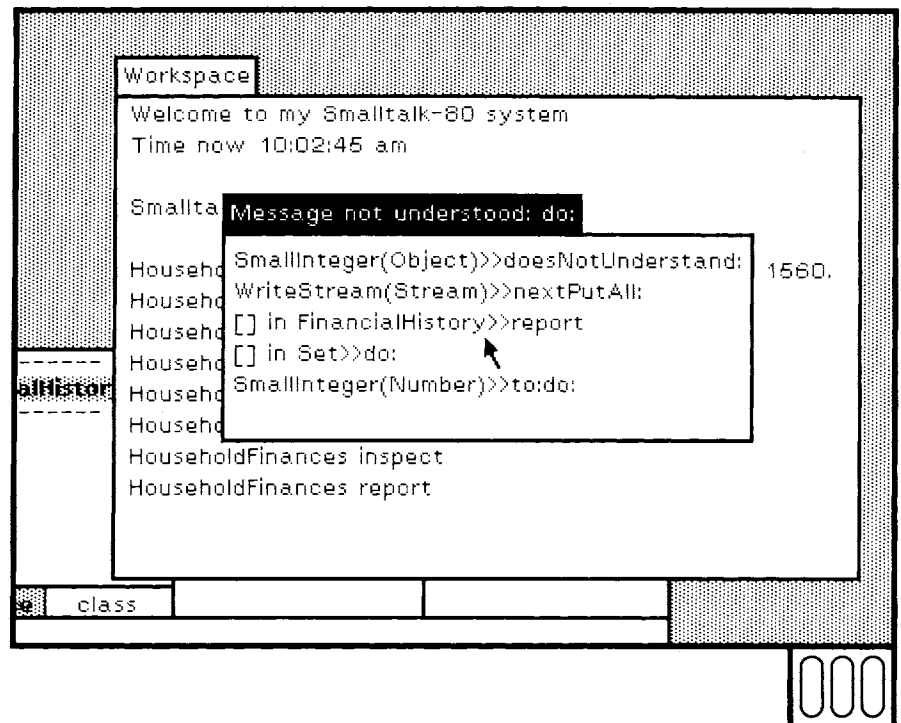 Workspace
Welcome to my Smalltalk-80 system
Time now 10:02:45 am
Smallta
Message not understood: do:
SmallInteger(Object)>>doesNotUnderstand:
WriteStream(Stream)>>nextPutAll:
[] in FinancialHistory>>report
[] in Set>>do:
SmallInteger(Number)>>to:do:
Househo 1560.
Househo
Househo
Househo
Househo
Househo
HouseholdFinances inspect
HouseholdFinances report
alHistor
e class